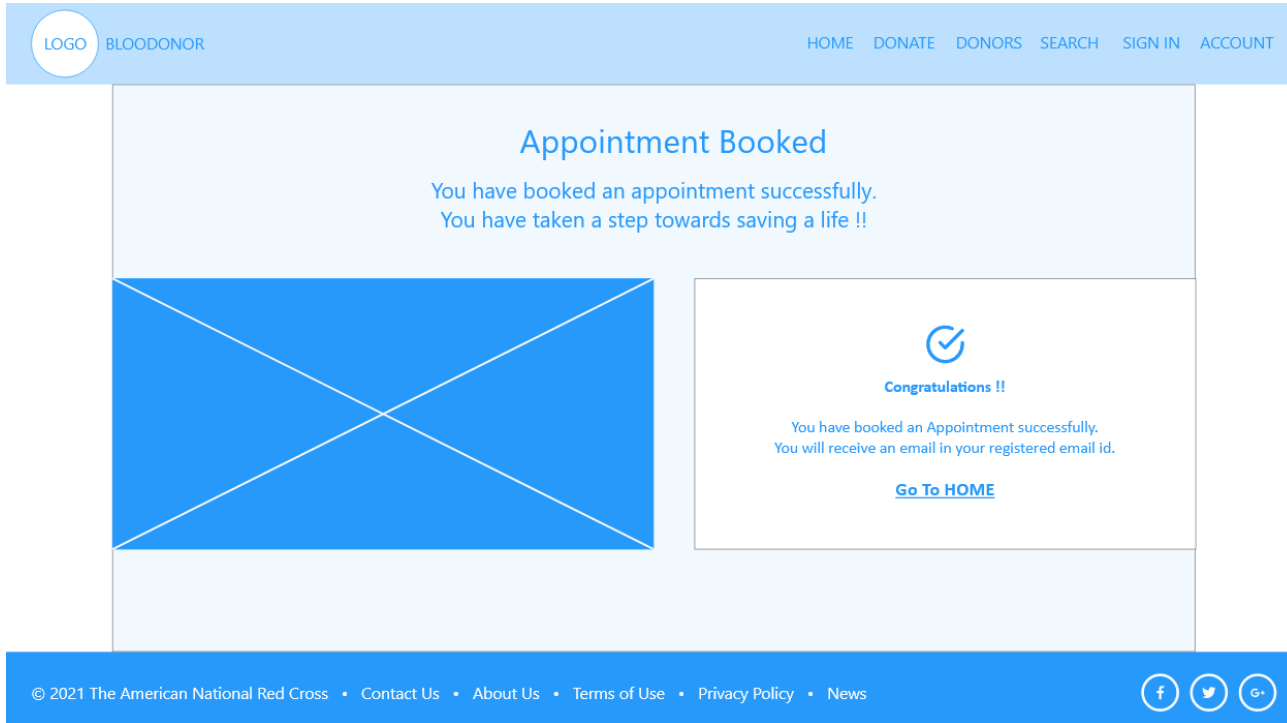 LOGO BLOODONOR HOME DONATE DONORS SEARCH SIGN IN ACCOUNT
Appointment Booked
You have booked an appointment successfully.
You have taken a step towards saving a life !!
Congratulations !!
You have booked an Appointment successfully.
You will receive an email in your registered email id.
Go To HOME
© 2021 The American National Red Cross • Contact Us • About Us • Terms of Use • Privacy Policy • News f G+